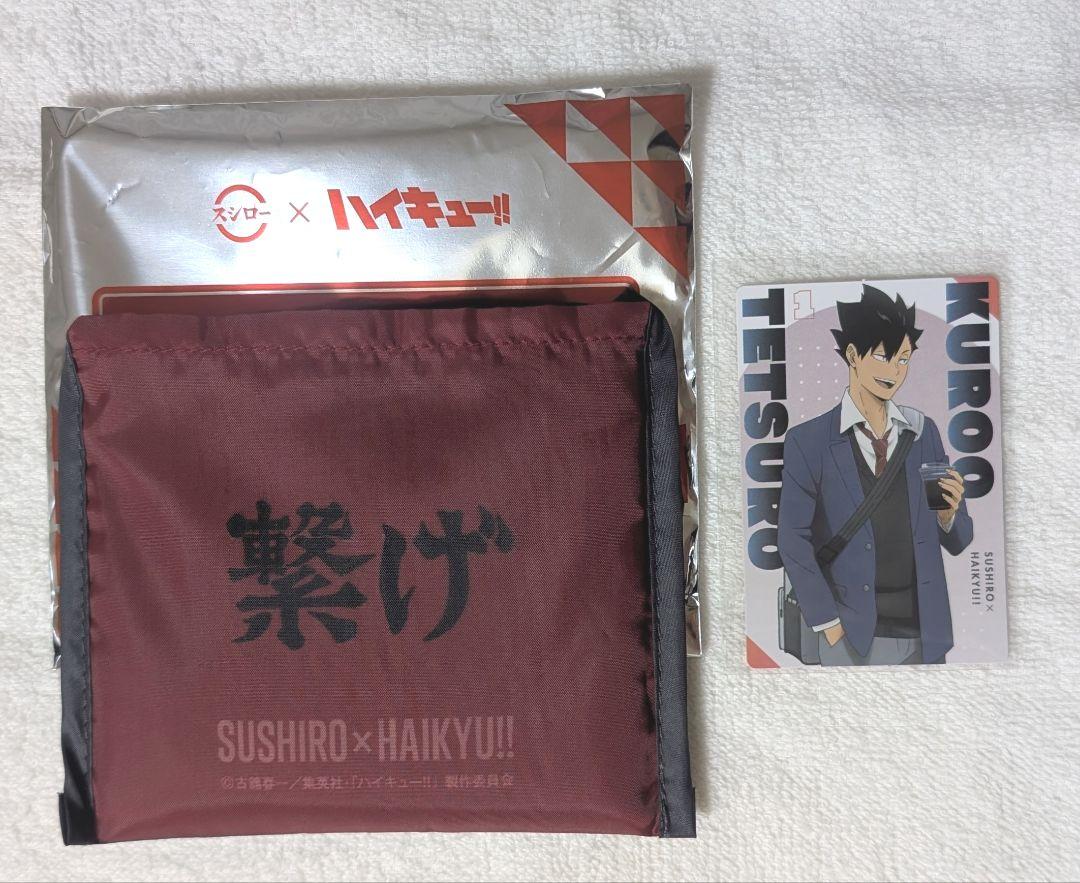 スシロー × ハイキュー!!
繋げ
SUSHIRO×HAIKYU!!
©古舘春一／集英社・「ハイキュー!!」製作委員会
1
KUROO
TETSURO
SUSHIRO×
HAIKYU!!